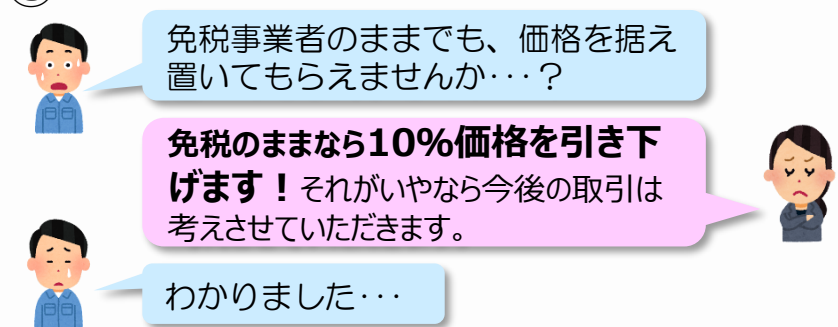 免税事業者のままでも、価格を据え
置いてもらえませんか･･･？
免税のままなら10％価格を引き下
げます！それがいやなら今後の取引は
考えさせていただきます。
わかりました･･･